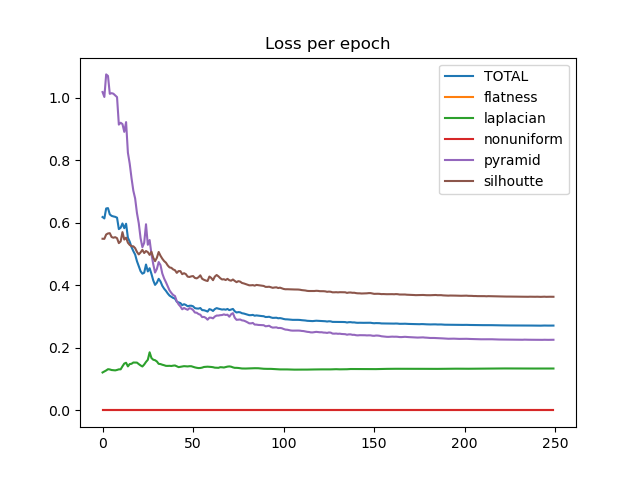 Loss per epoch
TOTAL
flatness
laplacian
nonuniform
pyramid
silhoutte
1.0
0.8
0.6
0.4
0.2
0.0
0 50 100 150 200 250